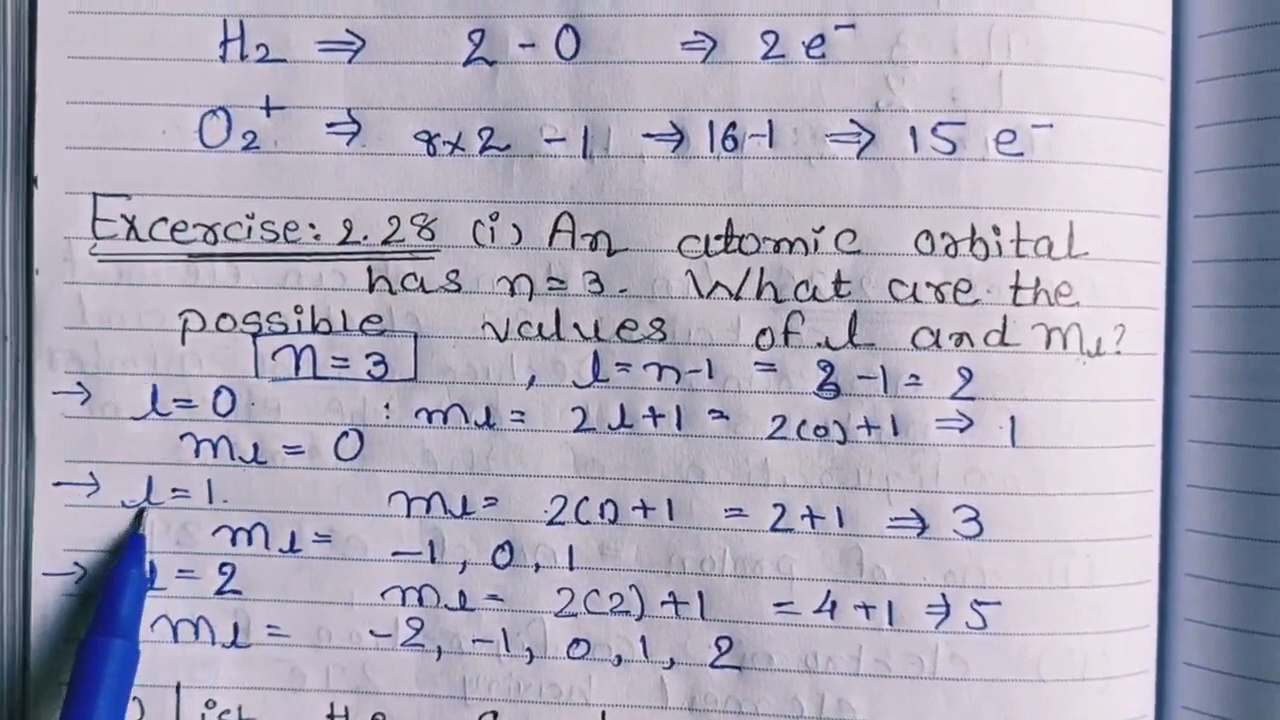 H2 ⇒ 2 - 0 ⇒ 2 e⁻
O2⁺ ⇒ 8×2 -1 → 16-1 ⇒ 15 e⁻
Excercise: 2.28 (i) An atomic orbital
has n=3. What are the
possible values of l and ml?
n=3 , l=n-1 = 3-1= 2
→ l=0. : ml= 2l+1 = 2(0)+1 ⇒ 1
ml = 0
→ l=1. ml= 2(1)+1 = 2+1 ⇒ 3
ml= -1, 0, 1
→ l=2 ml= 2(2)+1 =4+1 ⇒ 5
ml= -2, -1, 0, 1, 2